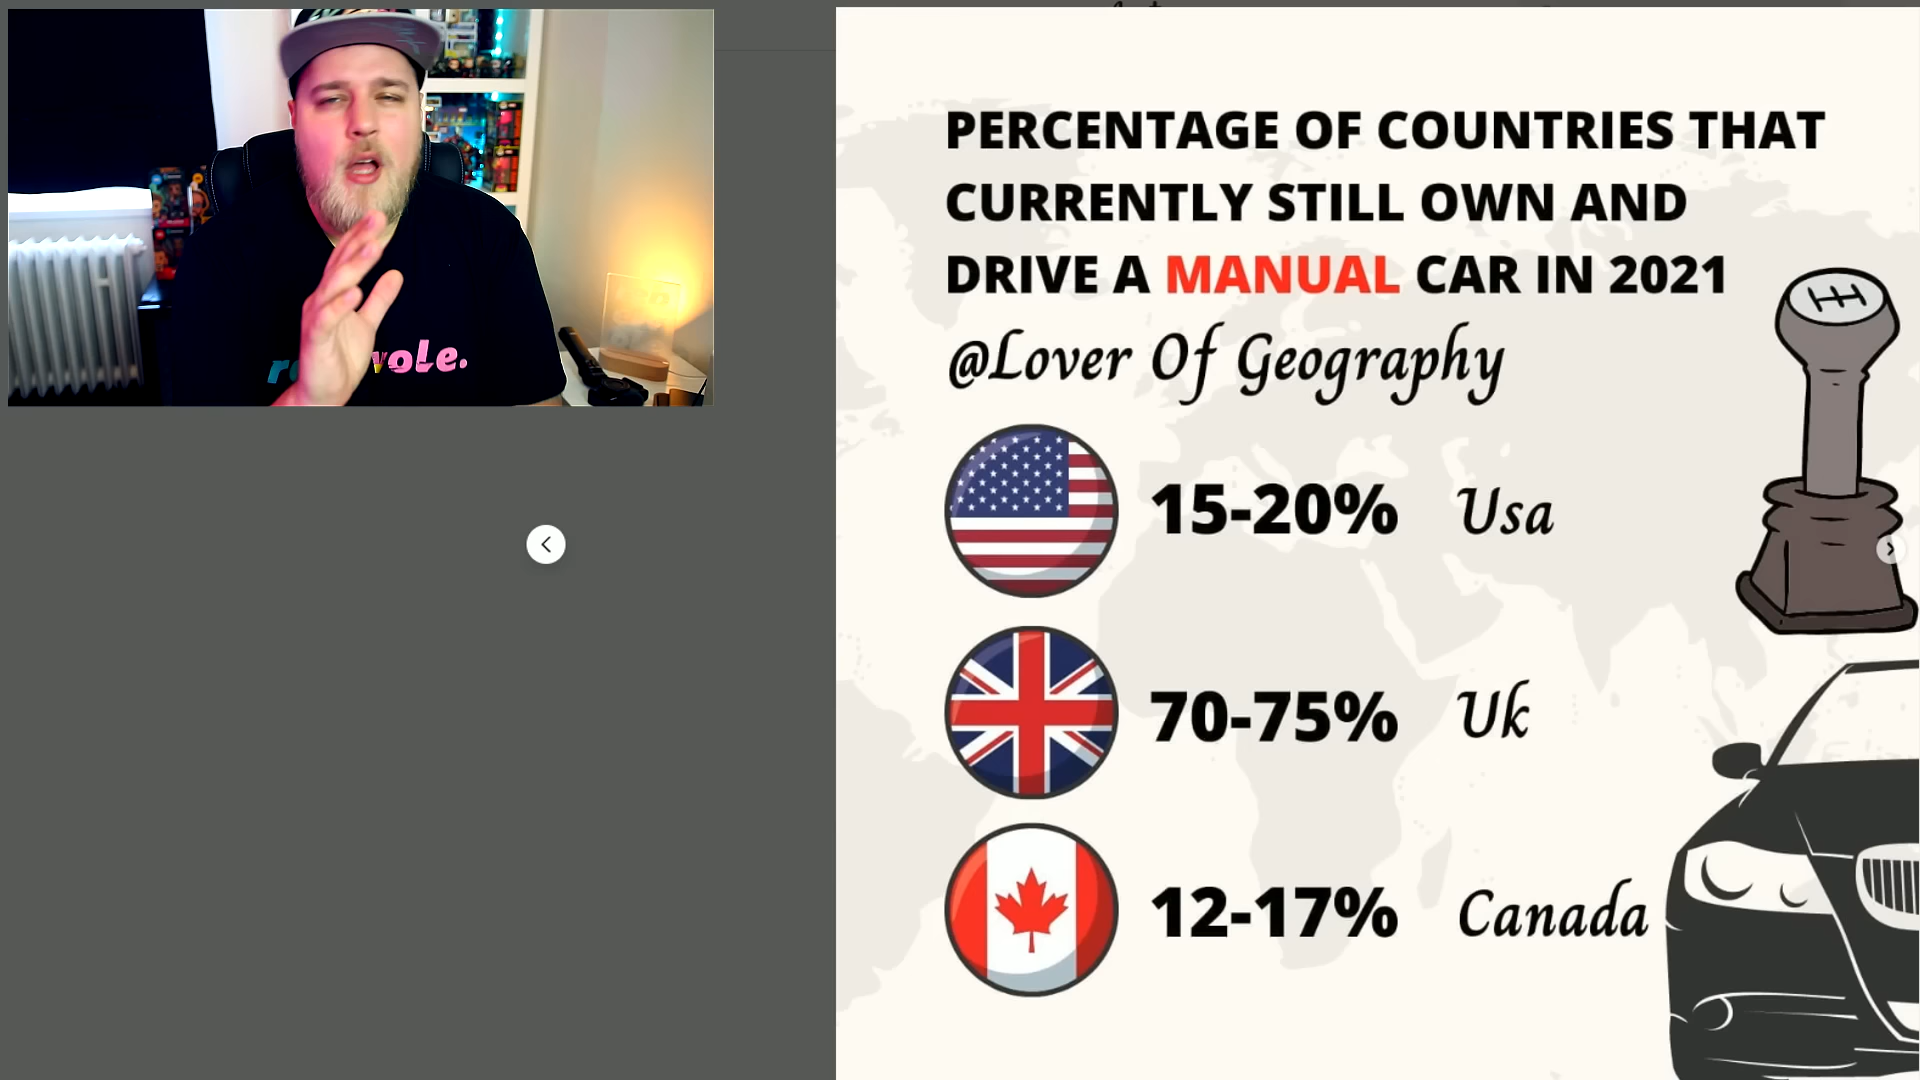 PERCENTAGE OF COUNTRIES THAT
CURRENTLY STILL OWN AND
DRIVE A MANUAL CAR IN 2021
@Lover Of Geography
15-20% Usa
70-75% Uk
12-17% Canada